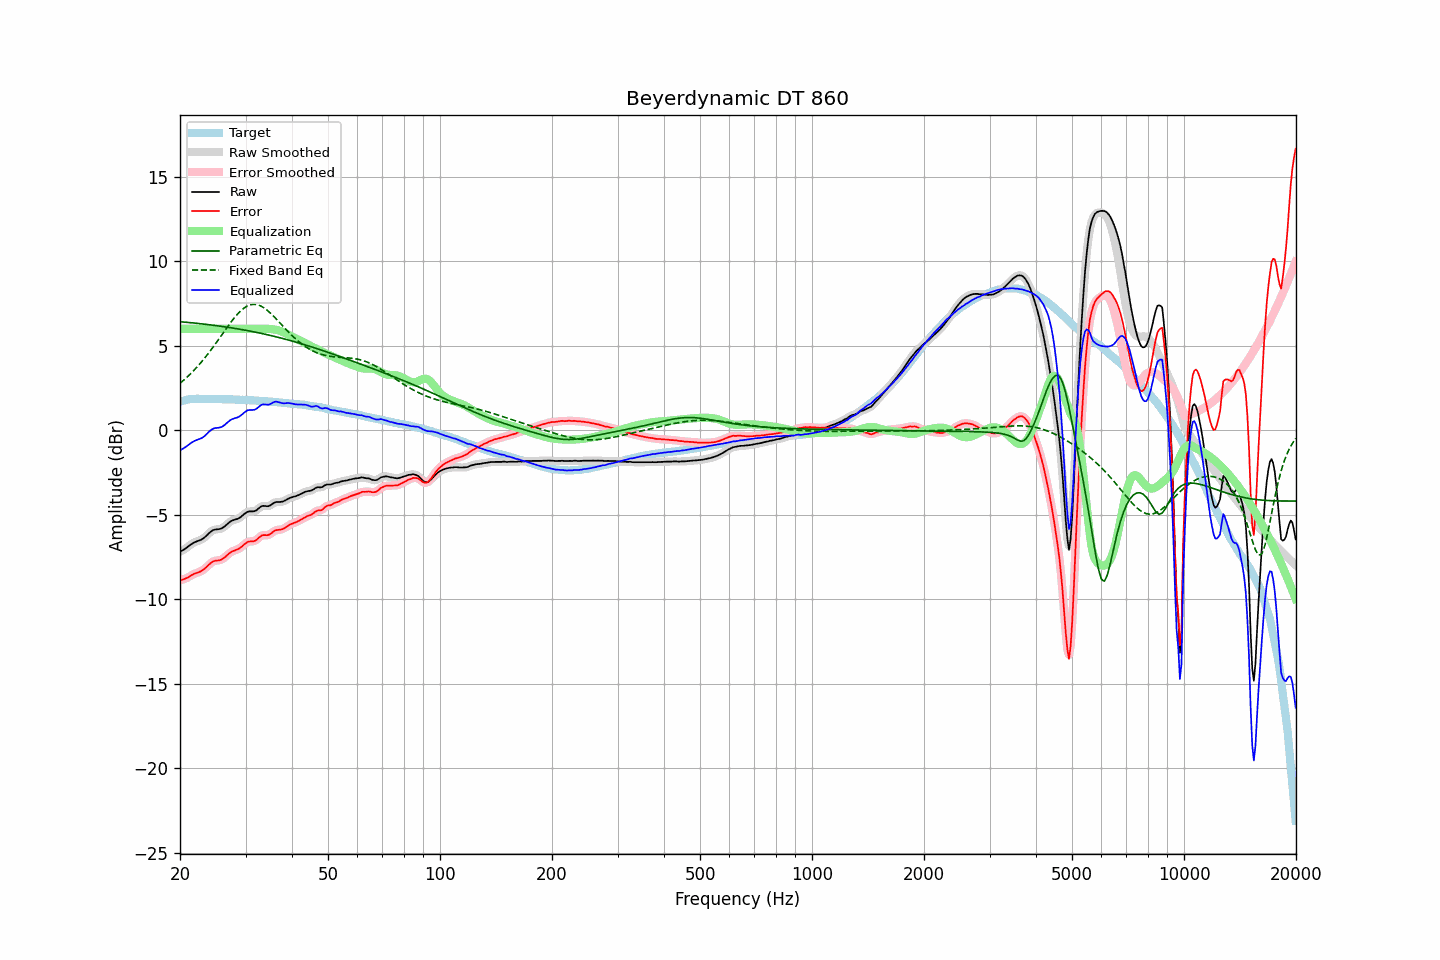 Beyerdynamic DT 860
Target
Raw Smoothed
Error Smoothed
Raw
Error
Equalization
Parametric Eq
Fixed Band Eq
Equalized
Amplitude (dBr)
15
10
5
0
−5
−10
−15
−20
−25
20 50 100 200 500 1000 2000 5000 10000 20000
Frequency (Hz)